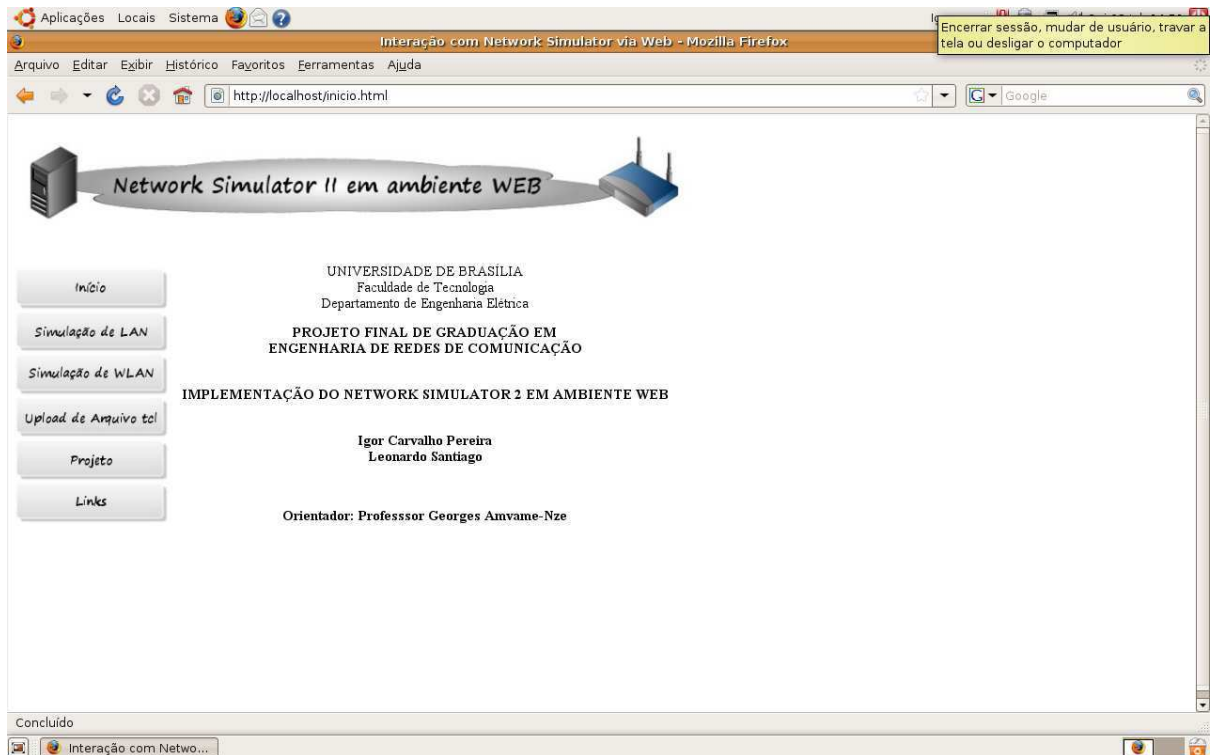 Aplicações Locais Sistema
Encerrar sessão, mudar de usuário, travar a
tela ou desligar o computador
Interação com Network Simulator via Web - Mozilla Firefox
Arquivo Editar Exibir Histórico Favoritos Ferramentas Ajuda
http://localhost/inicio.html
G Google
Network Simulator II em ambiente WEB
Início
Simulação de LAN
Simulação de WLAN
Upload de Arquivo tcl
Projeto
Links
UNIVERSIDADE DE BRASÍLIA
Faculdade de Tecnologia
Departamento de Engenharia Elétrica
PROJETO FINAL DE GRADUAÇÃO EM
ENGENHARIA DE REDES DE COMUNICAÇÃO
IMPLEMENTAÇÃO DO NETWORK SIMULATOR 2 EM AMBIENTE WEB
Igor Carvalho Pereira
Leonardo Santiago
Orientador: Professsor Georges Amvame-Nze
Concluído
Interação com Netwo...